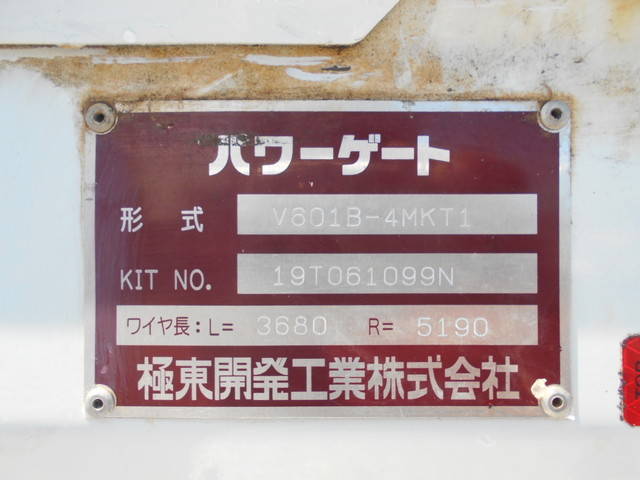 パワーゲート
形式 V601B-4MKT1
KIT NO. 19T061099N
ワイヤ長:L= 3680 R= 5190
極東開発工業株式会社